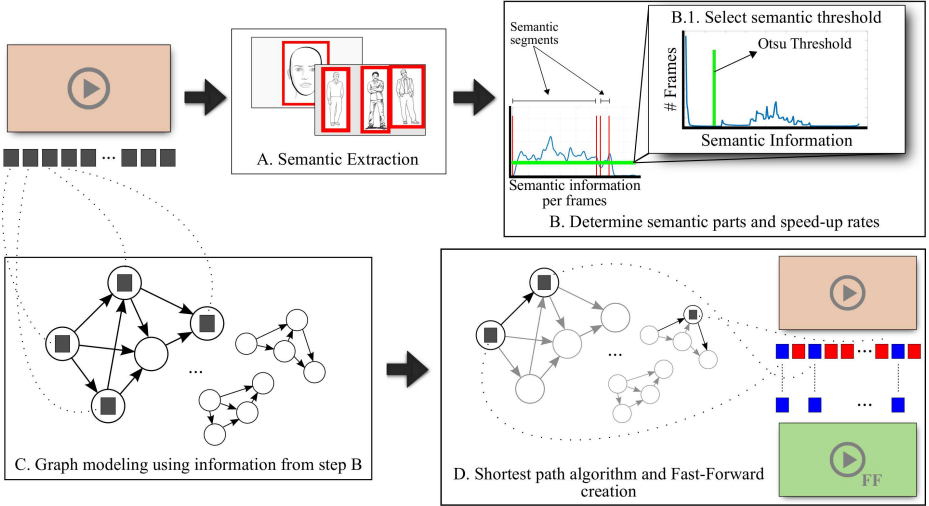 Semantic
segments
B.1. Select semantic threshold
Otsu Threshold
# Frames
Semantic Information
A. Semantic Extraction
Semantic information
per frames
B. Determine semantic parts and speed-up rates
...
...
C. Graph modeling using information from step B
...
...
...
D. Shortest path algorithm and Fast-Forward
creation
FF